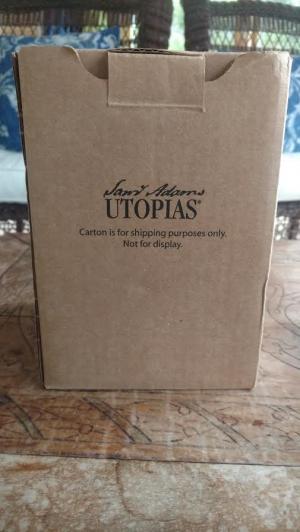 Sam'l Adams
UTOPIAS®
Carton is for shipping purposes only.
Not for display.